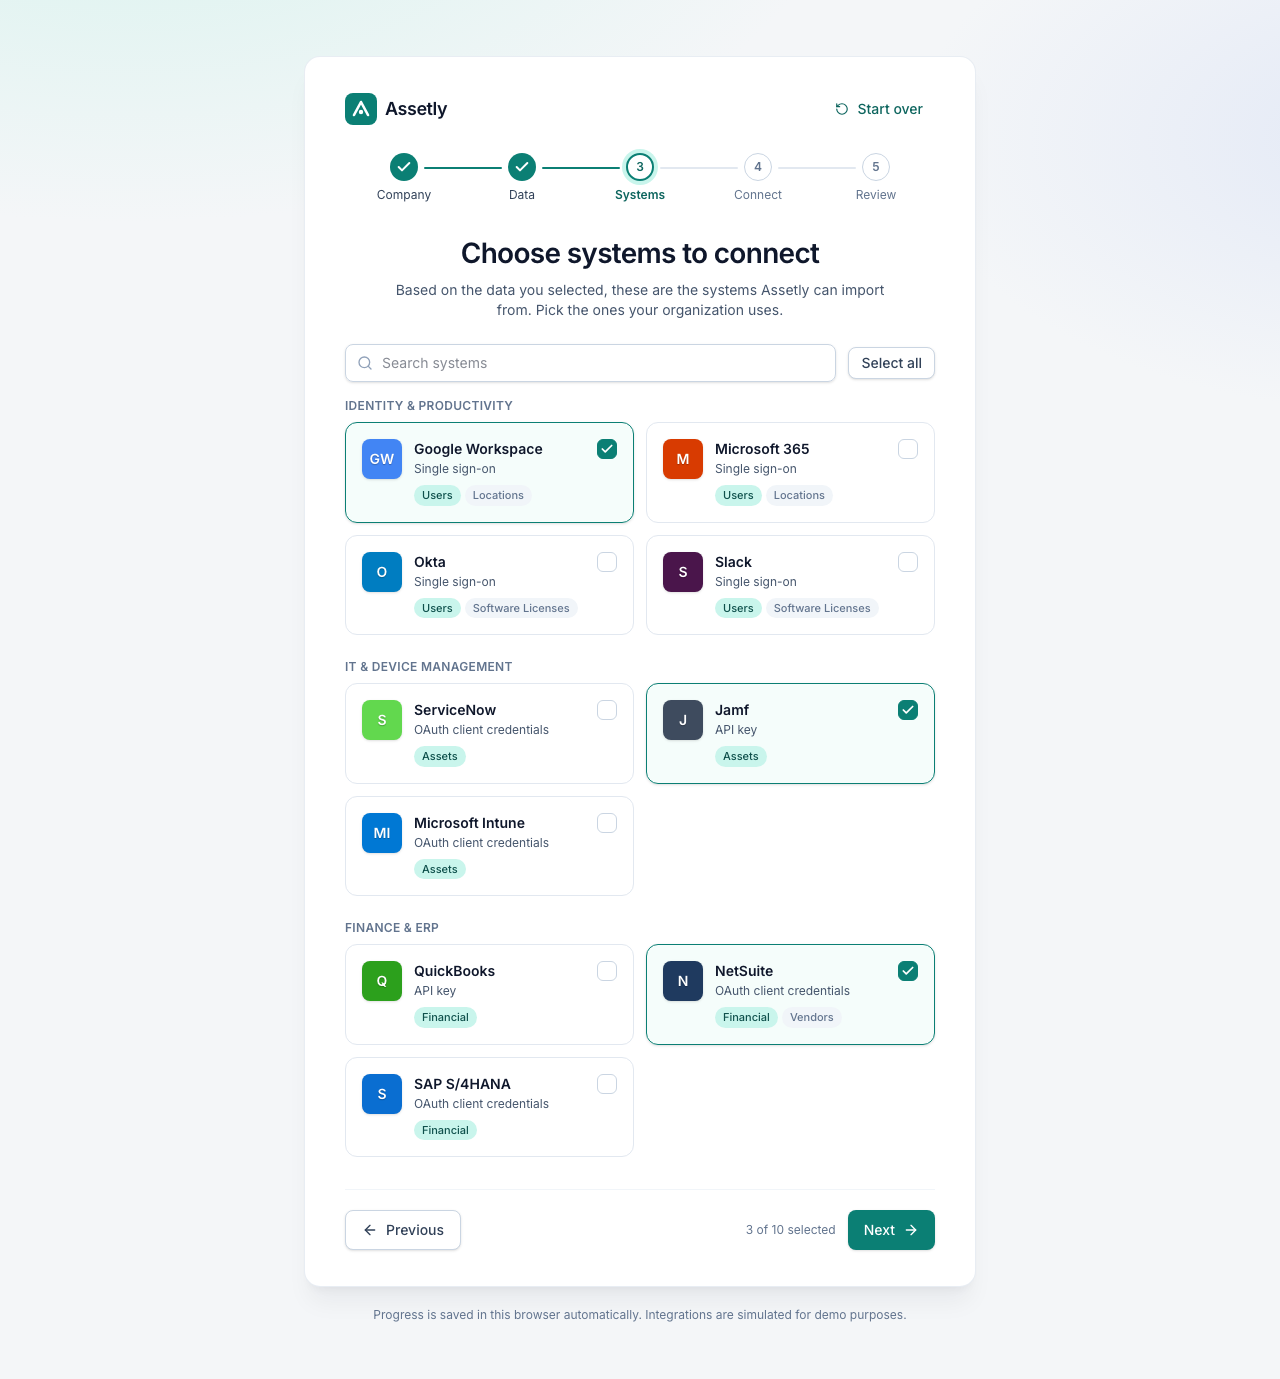 Assetly
Start over
3
4
5
Company
Data
Systems
Connect
Review
Choose systems to connect
Based on the data you selected, these are the systems Assetly can import
from. Pick the ones your organization uses.
Search systems
Select all
IDENTITY & PRODUCTIVITY
GW
Google Workspace
Single sign-on
Users
Locations
M
Microsoft 365
Single sign-on
Users
Locations
O
Okta
Single sign-on
Users
Software Licenses
S
Slack
Single sign-on
Users
Software Licenses
IT & DEVICE MANAGEMENT
S
ServiceNow
OAuth client credentials
Assets
J
Jamf
API key
Assets
MI
Microsoft Intune
OAuth client credentials
Assets
FINANCE & ERP
Q
QuickBooks
API key
Financial
N
NetSuite
OAuth client credentials
Financial
Vendors
S
SAP S/4HANA
OAuth client credentials
Financial
Previous
3 of 10 selected
Next
Progress is saved in this browser automatically. Integrations are simulated for demo purposes.